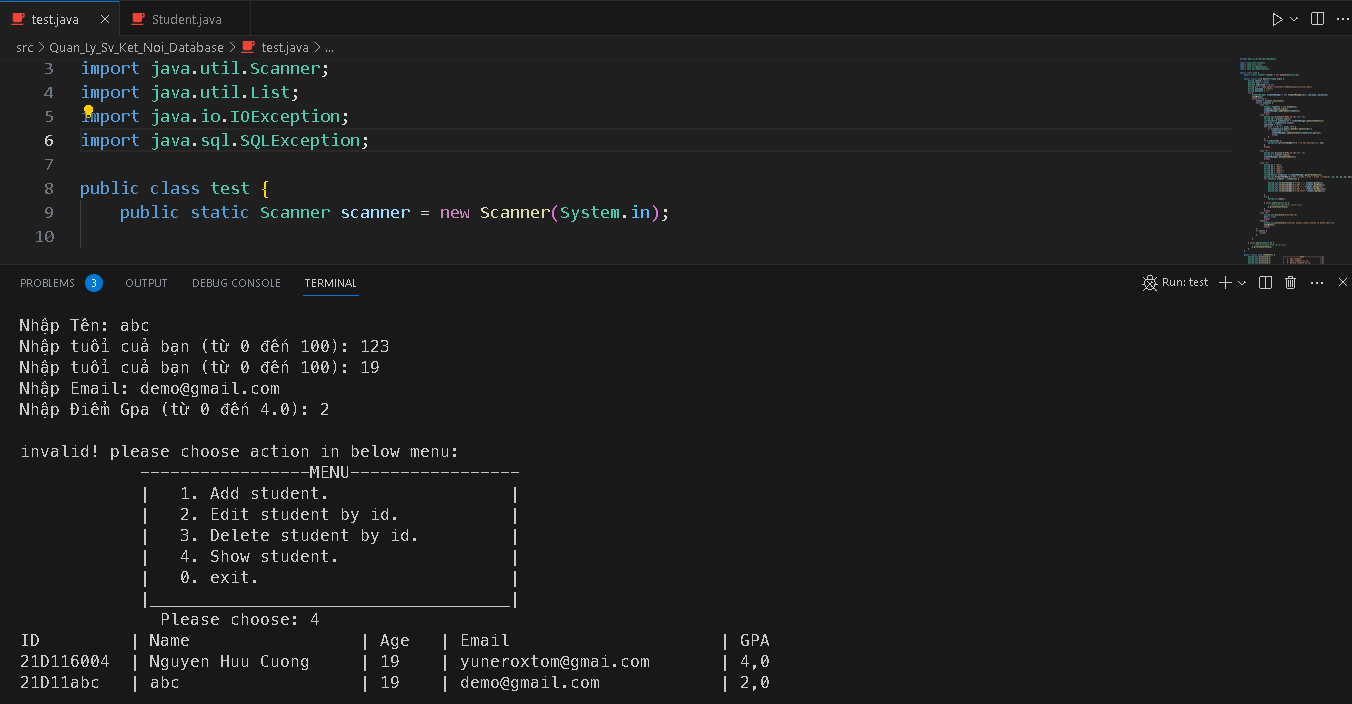 test.java Student.java
src > Quan_Ly_Sv_Ket_Noi_Database > test.java > ...
3 import java.util.Scanner;
4 import java.util.List;
5 import java.io.IOException;
6 import java.sql.SQLException;
7
8 public class test {
9 public static Scanner scanner = new Scanner(System.in);
10
PROBLEMS 3 OUTPUT DEBUG CONSOLE TERMINAL Run: test
Nhập Tên: abc
Nhập tuổi cuả bạn (từ 0 đến 100): 123
Nhập tuổi cuả bạn (từ 0 đến 100): 19
Nhập Email: demo@gmail.com
Nhập Điểm Gpa (từ 0 đến 4.0): 2
invalid! please choose action in below menu:
-----------------MENU-----------------
| 1. Add student. |
| 2. Edit student by id. |
| 3. Delete student by id. |
| 4. Show student. |
| 0. exit. |
|____________________________________|
Please choose: 4
ID | Name | Age | Email | GPA
21D116004 | Nguyen Huu Cuong | 19 | yuneroxtom@gmai.com | 4,0
21D11abc | abc | 19 | demo@gmail.com | 2,0